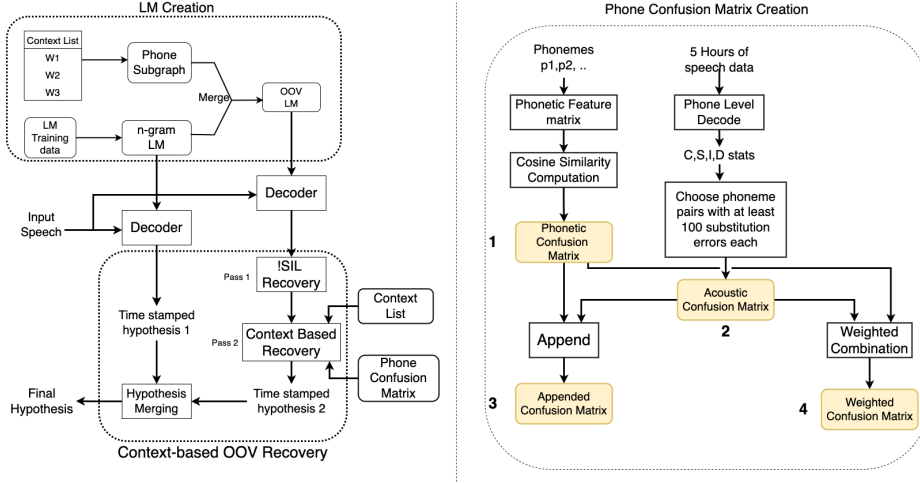 LM Creation
Context List
W1
W2
W3
Phone
Subgraph
Merge
OOV
LM
LM
Training
data
n-gram
LM
Input
Speech
Decoder
Decoder
Pass 1
!SIL
Recovery
Time stamped
hypothesis 1
Context
List
Pass 2
Context Based
Recovery
Phone
Confusion
Matrix
Final
Hypothesis
Hypothesis
Merging
Time stamped
hypothesis 2
Context-based OOV Recovery
Phone Confusion Matrix Creation
Phonemes
p1,p2, ..
5 Hours of
speech data
Phonetic Feature
matrix
Phone Level
Decode
Cosine Similarity
Computation
C,S,I,D stats
Choose phoneme
pairs with at least
100 substitution
errors each
1
Phonetic
Confusion
Matrix
Acoustic
Confusion Matrix
2
Append
Weighted
Combination
3
Appended
Confusion Matrix
4
Weighted
Confusion Matrix